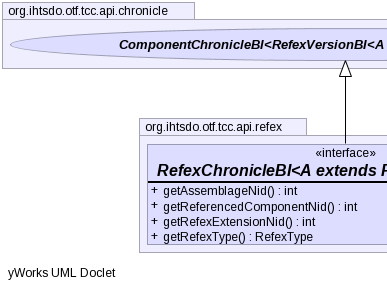 org.ihtsdo.otf.tcc.api.chronicle
ComponentChronicleBI<RefexVersionBI<A
org.ihtsdo.otf.tcc.api.refex
«interface»
RefexChronicleBI<A extends
+ getAssemblageNid() : int
+ getReferencedComponentNid() : int
+ getRefexExtensionNid() : int
+ getRefexType() : RefexType
yWorks UML Doclet